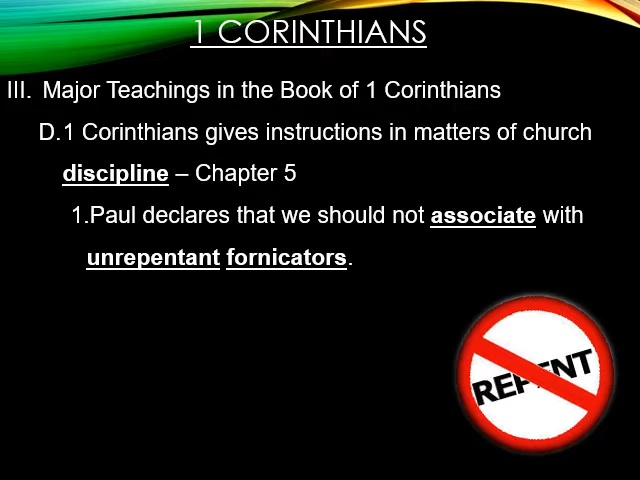 1 CORINTHIANS
III. Major Teachings in the Book of 1 Corinthians
D.1 Corinthians gives instructions in matters of church
discipline – Chapter 5
1.Paul declares that we should not associate with
unrepentant fornicators.
REPENT